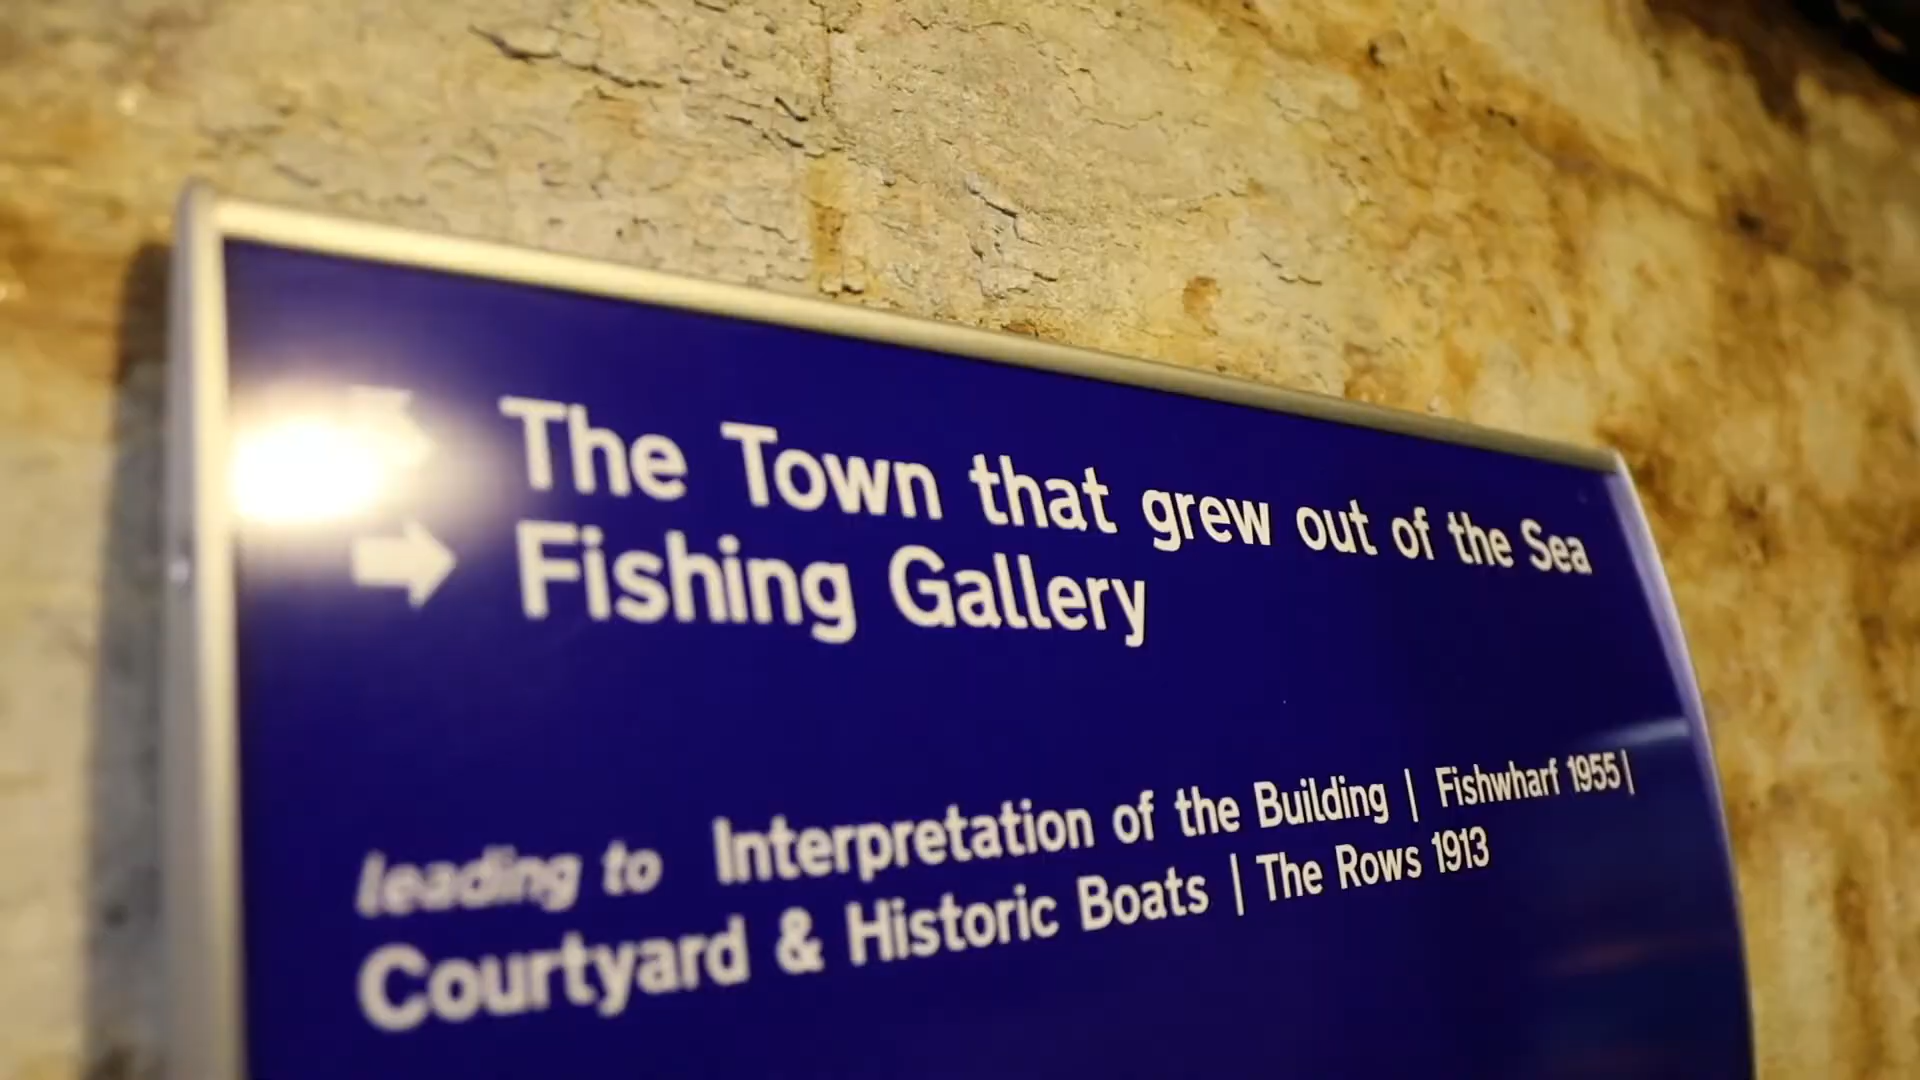 The Town that grew out of the Sea
Fishing Gallery
leading to Interpretation of the Building | Fishwharf 1955 |
Courtyard & Historic Boats | The Rows 1913